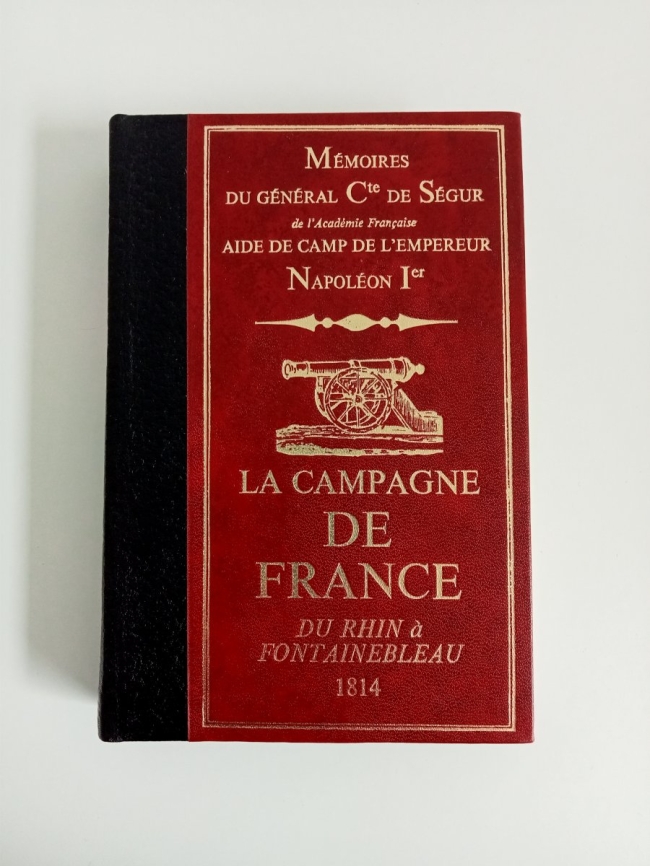 MÉMOIRES
DU GÉNÉRAL Cte DE SÉGUR
de l'Académie Française
AIDE DE CAMP DE L'EMPEREUR
NAPOLÉON Ier
LA CAMPAGNE
DE
FRANCE
DU RHIN à
FONTAINEBLEAU
1814